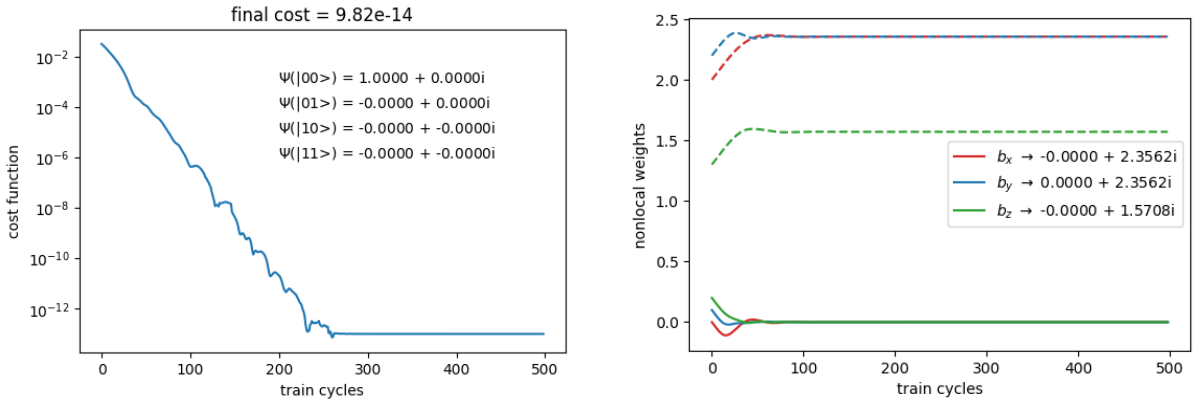 final cost = 9.82e-14
cost function
10⁻²
10⁻⁴
10⁻⁶
10⁻⁸
10⁻¹⁰
10⁻¹²
Ψ(|00>) = 1.0000 + 0.0000i
Ψ(|01>) = -0.0000 + 0.0000i
Ψ(|10>) = -0.0000 + -0.0000i
Ψ(|11>) = -0.0000 + -0.0000i
0 100 200 300 400 500
train cycles
nonlocal weights
2.5
2.0
1.5
1.0
0.5
0.0
bₓ → -0.0000 + 2.3562i
b_y → 0.0000 + 2.3562i
b_z → -0.0000 + 1.5708i
0 100 200 300 400 500
train cycles